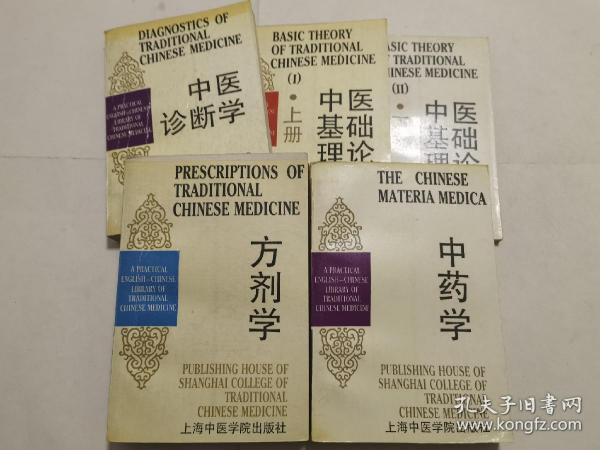 DIAGNOSTICS OF
TRADITIONAL
CHINESE MEDICINE
中医
诊断学
A PRACTICAL
ENGLISH—CHINESE
LIBRARY OF
TRADITIONAL
CHINESE MEDICINE
BASIC THEORY
OF TRADITIONAL
CHINESE MEDICINE
(I)
·上册
中医
基础
理论
BASIC THEORY
TRADITIONAL
CHINESE MEDICINE
(II)
中医
基础
理论
PRESCRIPTIONS OF
TRADITIONAL
CHINESE MEDICINE
方剂学
A PRACTICAL
ENGLISH—CHINESE
LIBRARY OF
TRADITIONAL
CHINESE MEDICINE
PUBLISHING HOUSE OF
SHANGHAI COLLEGE OF
TRADITIONAL
CHINESE MEDICINE
上海中医学院出版社
THE CHINESE
MATERIA MEDICA
中药学
A PRACTICAL
ENGLISH—CHINESE
LIBRARY OF
TRADITIONAL
CHINESE MEDICINE
PUBLISHING HOUSE OF
SHANGHAI COLLEGE OF
TRADITIONAL
CHINESE MEDICINE
上海中医学院出版社
孔夫子旧书网